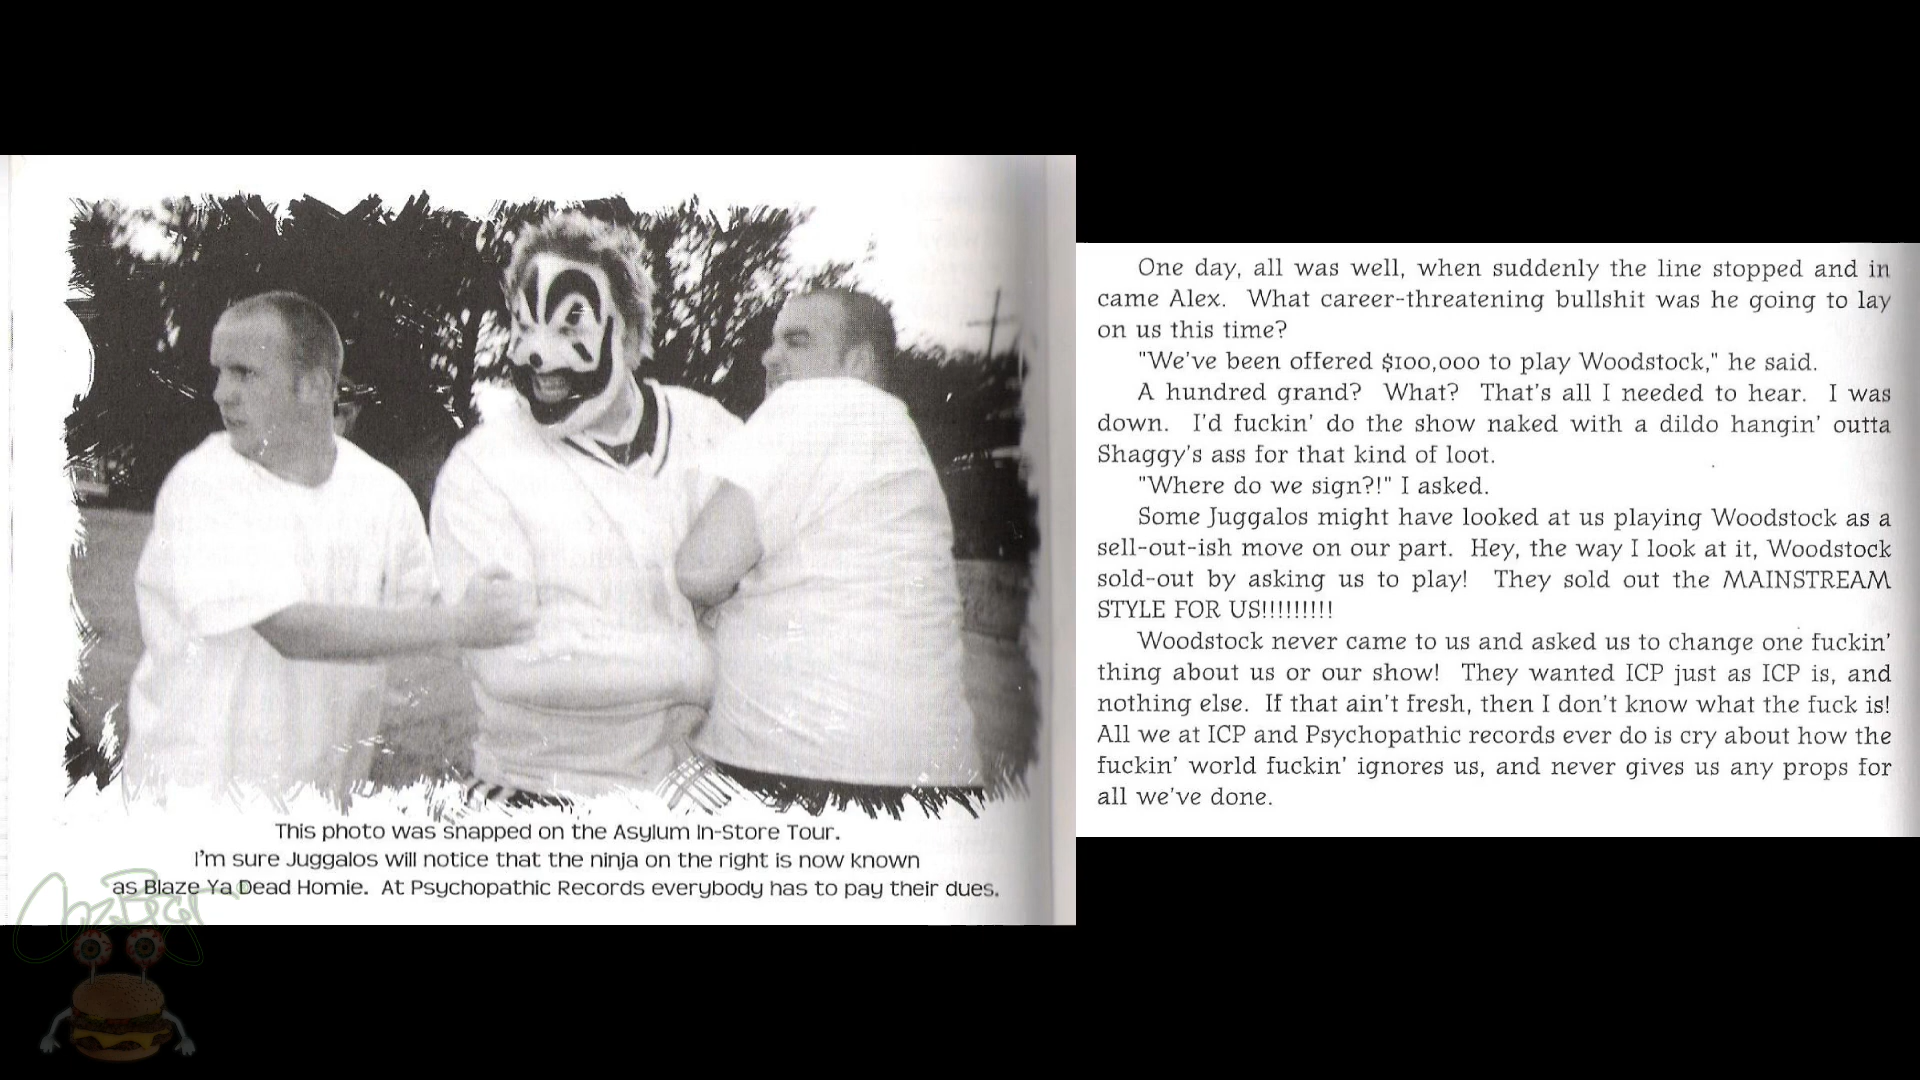 This photo was snapped on the Asylum In-Store Tour.
I'm sure Juggalos will notice that the ninja on the right is now known
as Blaze Ya Dead Homie. At Psychopathic Records everybody has to pay their dues.
One day, all was well, when suddenly the line stopped and in
came Alex. What career-threatening bullshit was he going to lay
on us this time?
"We've been offered $100,000 to play Woodstock," he said.
A hundred grand? What? That's all I needed to hear. I was
down. I'd fuckin' do the show naked with a dildo hangin' outta
Shaggy's ass for that kind of loot.
"Where do we sign?!" I asked.
Some Juggalos might have looked at us playing Woodstock as a
sell-out-ish move on our part. Hey, the way I look at it, Woodstock
sold-out by asking us to play! They sold out the MAINSTREAM
STYLE FOR US!!!!!!!!!
Woodstock never came to us and asked us to change one fuckin'
thing about us or our show! They wanted ICP just as ICP is, and
nothing else. If that ain't fresh, then I don't know what the fuck is!
All we at ICP and Psychopathic records ever do is cry about how the
fuckin' world fuckin' ignores us, and never gives us any props for
all we've done.